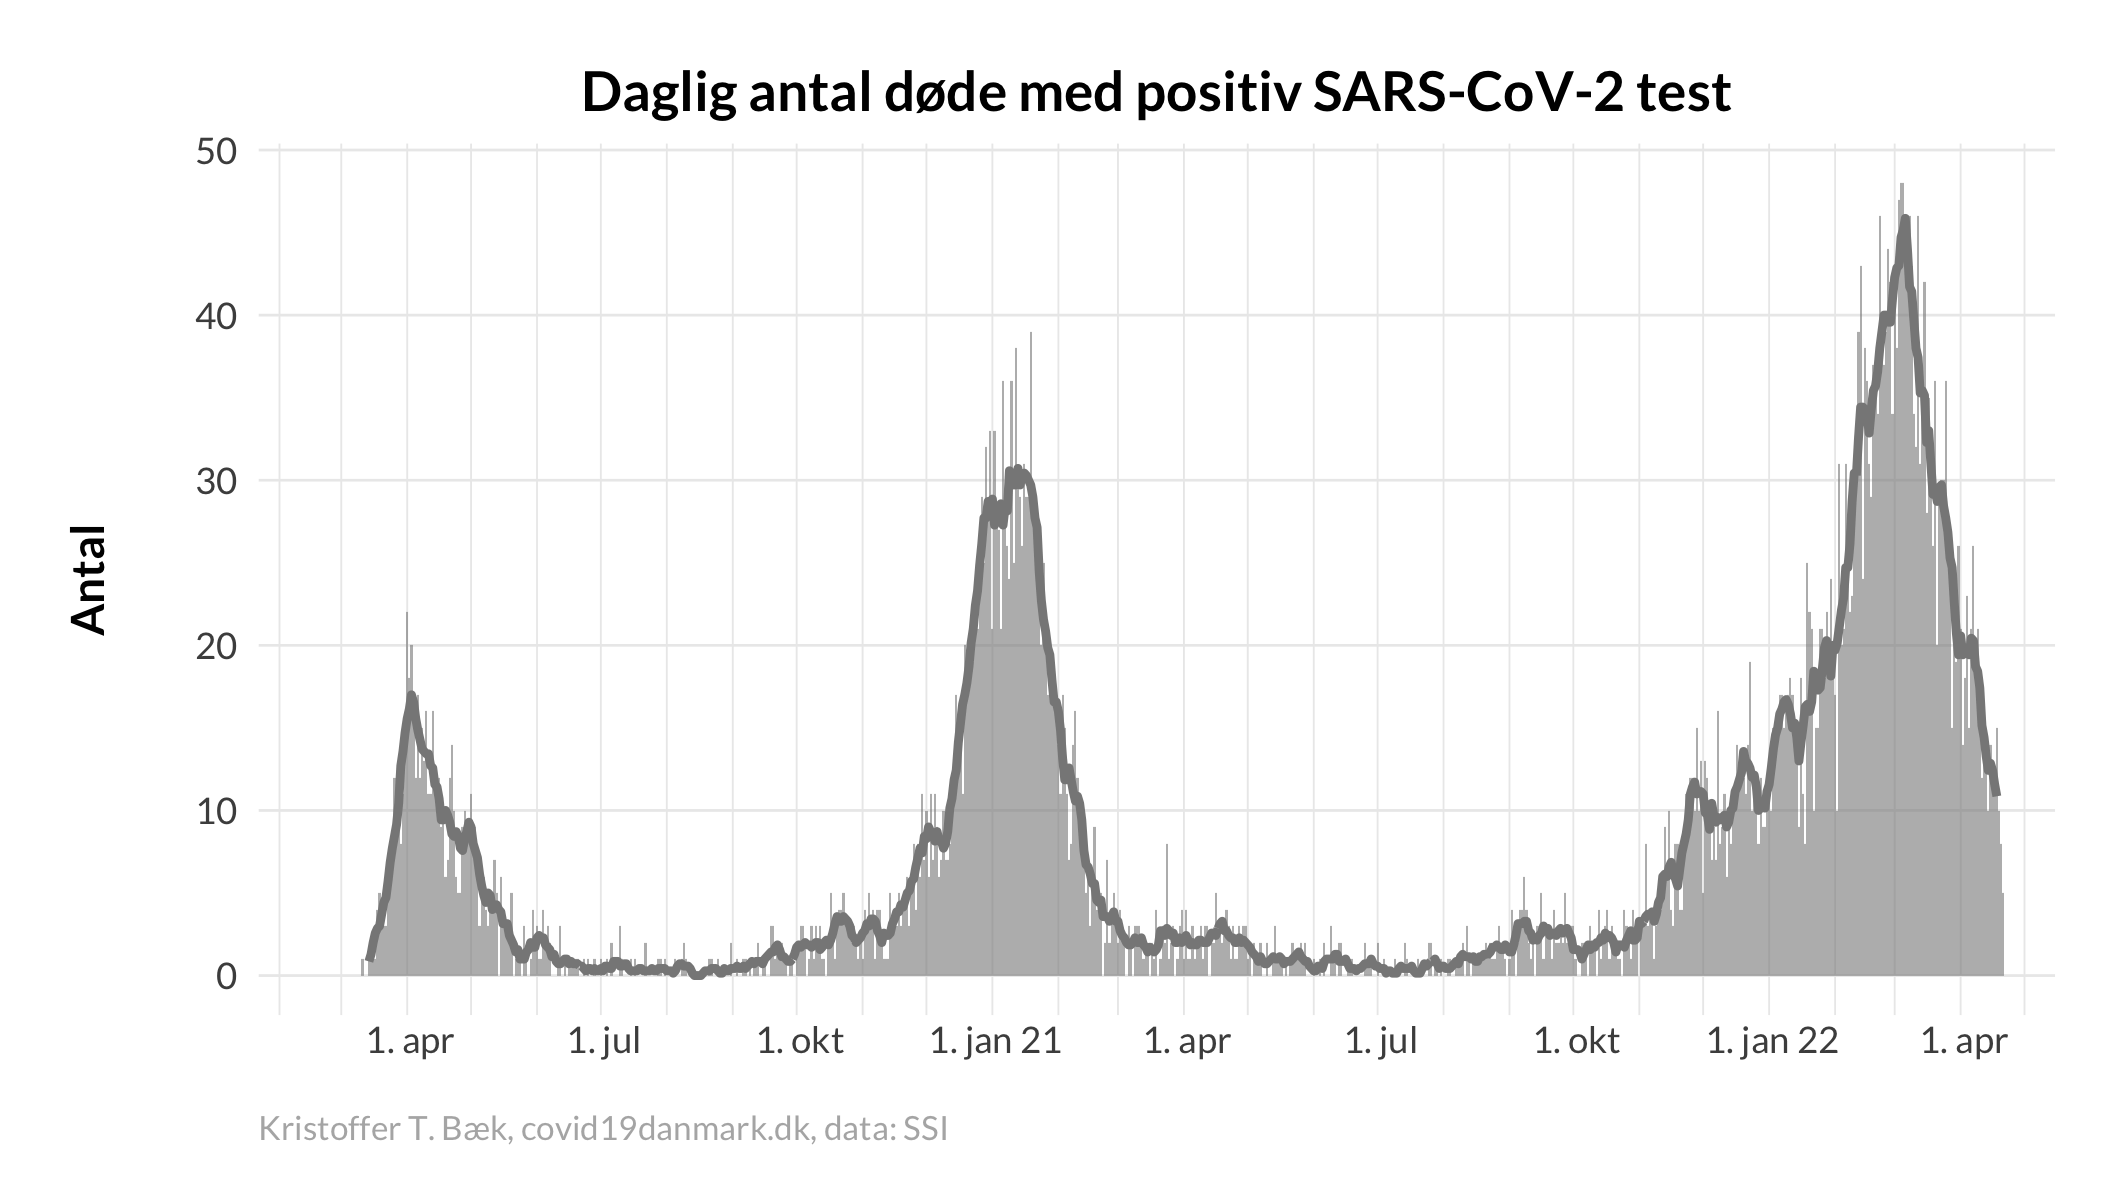 Daglig antal døde med positiv SARS-CoV-2 test
50
40
30
20
10
0
Antal
1. apr
1. jul
1. okt
1. jan 21
1. apr
1. jul
1. okt
1. jan 22
1. apr
Kristoffer T. Bæk, covid19danmark.dk, data: SSI